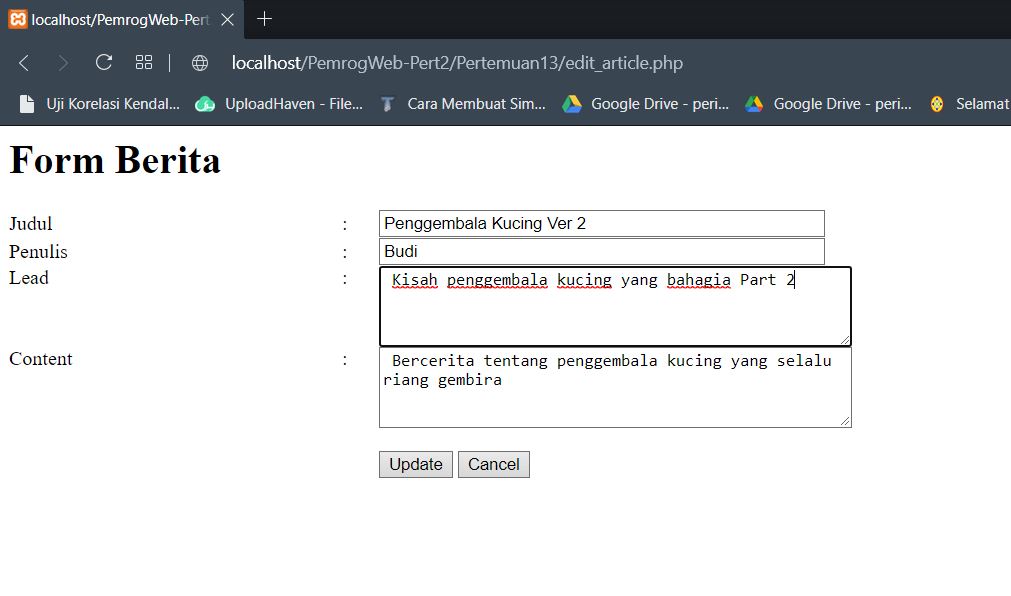 localhost/PemrogWeb-Pert
localhost/PemrogWeb-Pert2/Pertemuan13/edit_article.php
Uji Korelasi Kendal... UploadHaven - File... Cara Membuat Sim... Google Drive - peri... Google Drive - peri... Selamat
Form Berita
Judul : Penggembala Kucing Ver 2
Penulis : Budi
Lead : Kisah penggembala kucing yang bahagia Part 2
Content : Bercerita tentang penggembala kucing yang selalu
riang gembira
Update Cancel